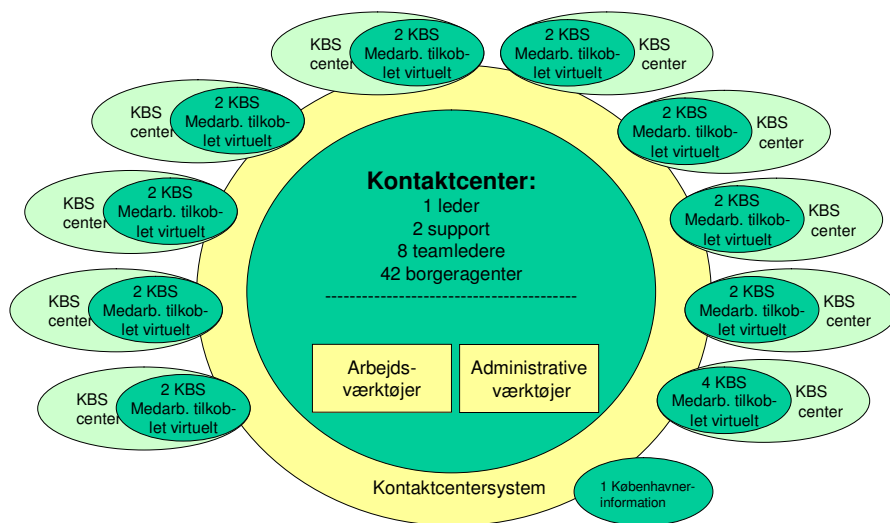 KBS
center
2 KBS
Medarb. tilkob-
let virtuelt
2 KBS
Medarb. tilkob-
let virtuelt
KBS
center
KBS
center
2 KBS
Medarb. tilkob-
let virtuelt
2 KBS
Medarb. tilkob-
let virtuelt
KBS
center
KBS
center
2 KBS
Medarb. tilkob-
let virtuelt
2 KBS
Medarb. tilkob-
let virtuelt
KBS
center
KBS
center
2 KBS
Medarb. tilkob-
let virtuelt
2 KBS
Medarb. tilkob-
let virtuelt
KBS
center
KBS
center
2 KBS
Medarb. tilkob-
let virtuelt
4 KBS
Medarb. tilkob-
let virtuelt
KBS
center
Kontaktcenter:
1 leder
2 support
8 teamledere
42 borgeragenter
-----------------------------------------
Arbejds-
værktøjer
Administrative
værktøjer
Kontaktcentersystem
1 Københavner-
information